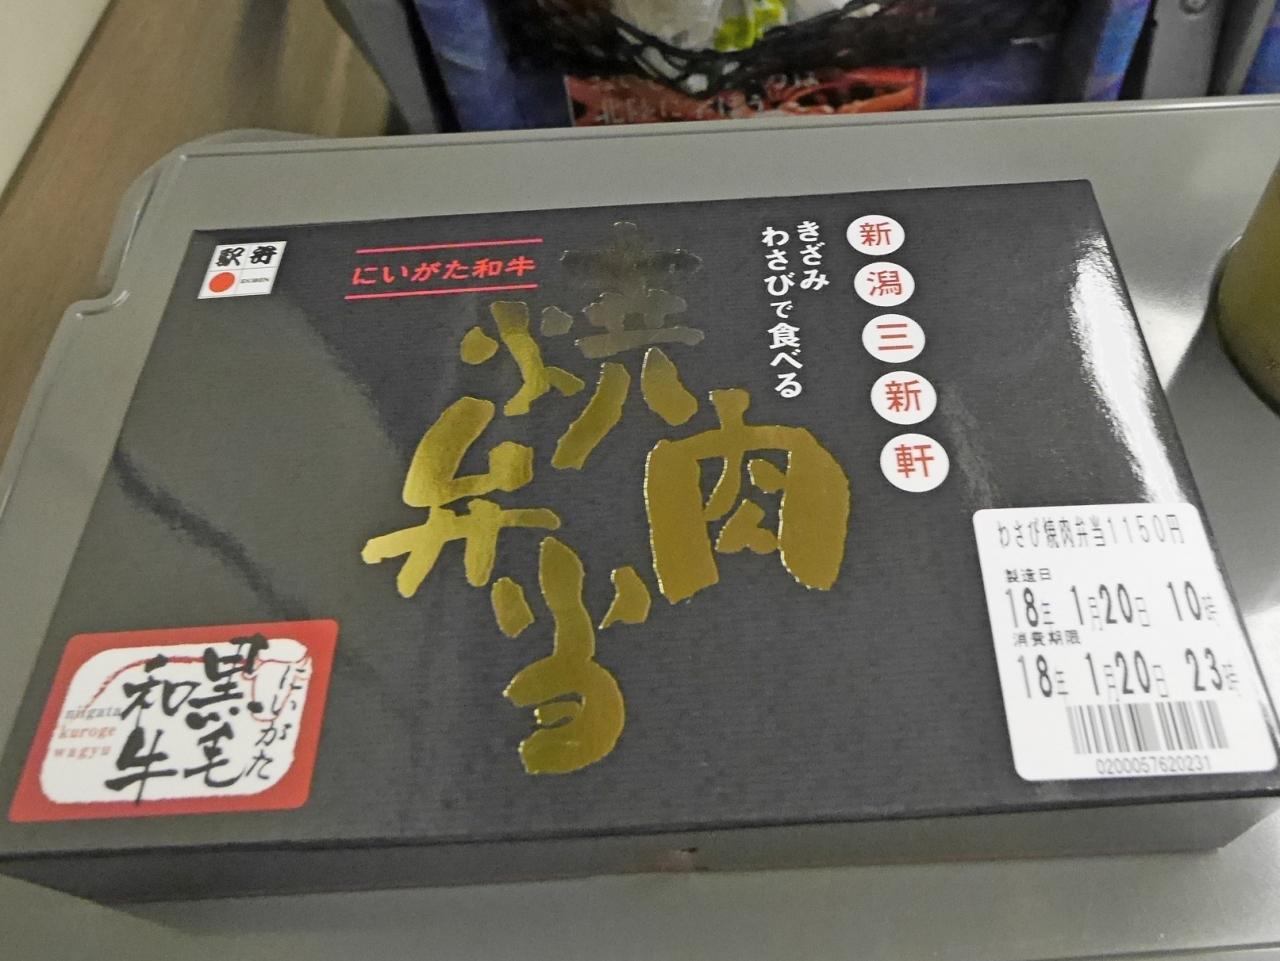 駅弁
EKIBEN
にいがた和牛
焼肉弁当
きざみ
わさびで食べる
新潟三新軒
わさび焼肉弁当1150円
製造日
18年 1月20日 10時
消費期限
18年 1月20日 23時
0200057620231
にいがた
黒毛
和牛
niigata
kuroge
wagyu